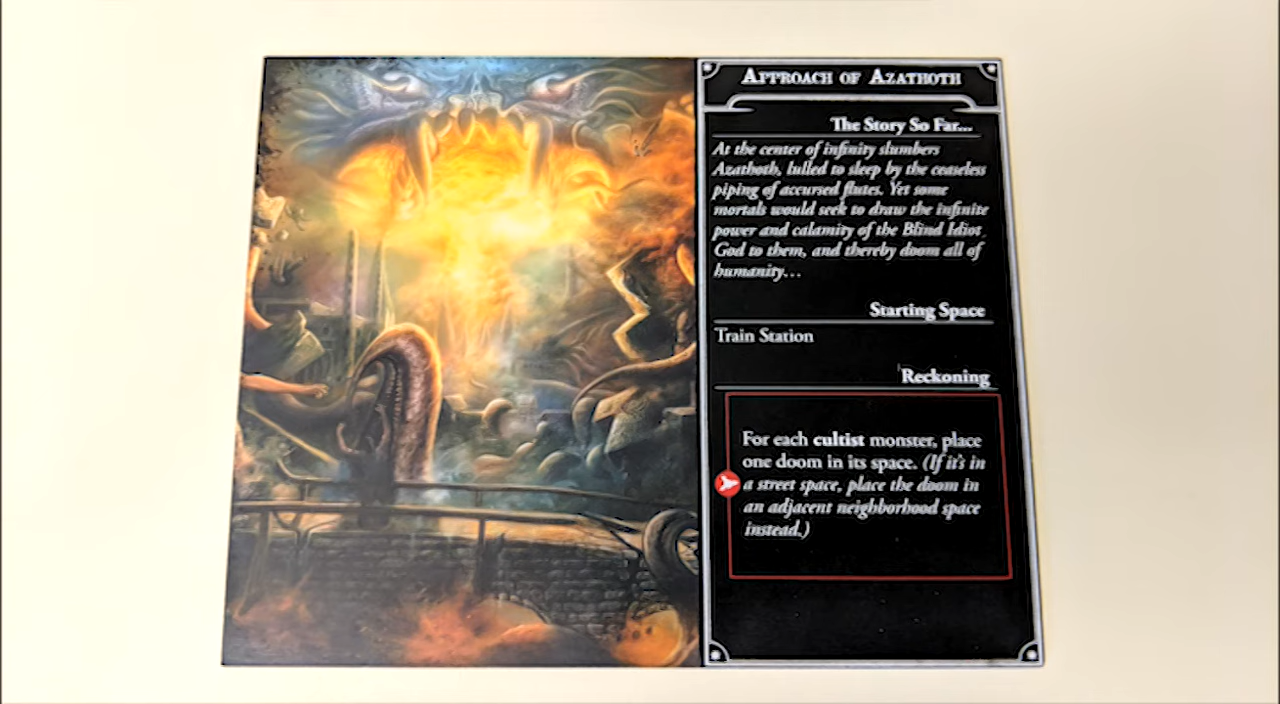 Approach of Azathoth
The Story So Far...
At the center of infinity slumbers
Azathoth, lulled to sleep by the ceaseless
piping of accursed flutes. Yet some
mortals would seek to draw the infinite
power and calamity of the Blind Idiot
God to them, and thereby doom all of
humanity...
Starting Space
Train Station
Reckoning
For each cultist monster, place
one doom in its space. (If it's in
a street space, place the doom in
an adjacent neighborhood space
instead.)